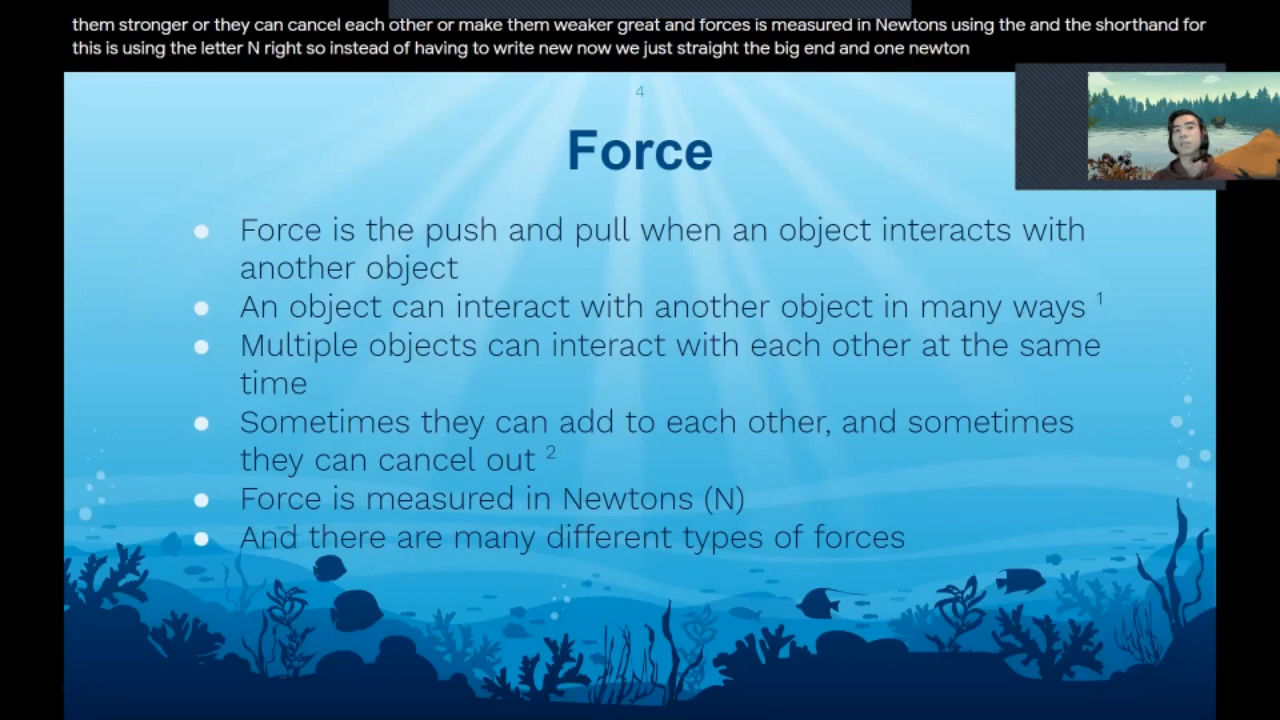 them stronger or they can cancel each other or make them weaker great and forces is measured in Newtons using the and the shorthand for
this is using the letter N right so instead of having to write new now we just straight the big end and one newton
4
Force
Force is the push and pull when an object interacts with
another object
An object can interact with another object in many ways 1
Multiple objects can interact with each other at the same
time
Sometimes they can add to each other, and sometimes
they can cancel out 2
Force is measured in Newtons (N)
And there are many different types of forces